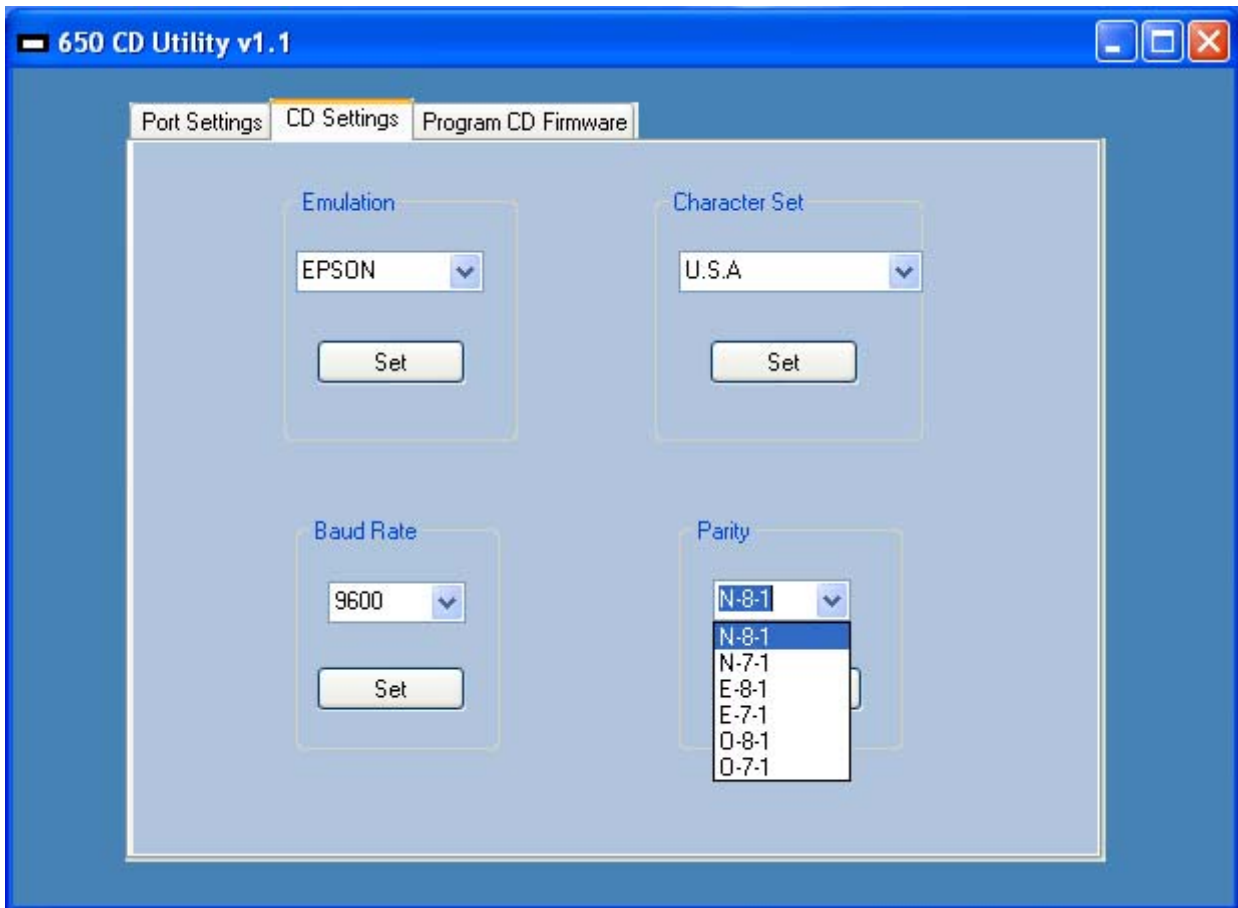 650 CD Utility v1.1
Port Settings
CD Settings
Program CD Firmware
Emulation
EPSON
Set
Character Set
U.S.A
Set
Baud Rate
9600
Set
Parity
N-8-1
N-8-1
N-7-1
E-8-1
E-7-1
O-8-1
O-7-1